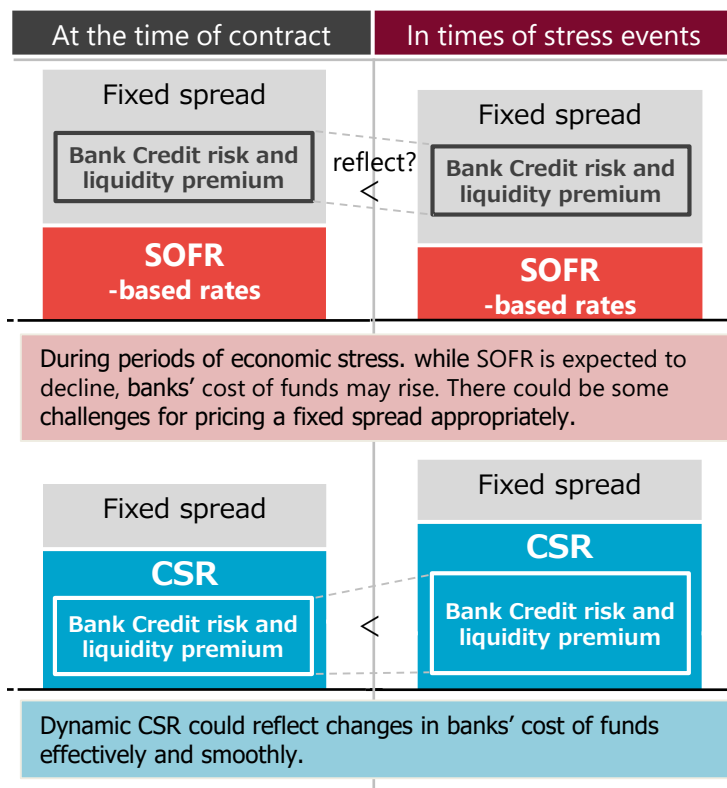 At the time of contract
In times of stress events
Fixed spread
Bank Credit risk and
liquidity premium
SOFR
-based rates
reflect?
<
Fixed spread
Bank Credit risk and
liquidity premium
SOFR
-based rates
During periods of economic stress. while SOFR is expected to
decline, banks’ cost of funds may rise. There could be some
challenges for pricing a fixed spread appropriately.
Fixed spread
CSR
Bank Credit risk and
liquidity premium
<
Fixed spread
CSR
Bank Credit risk and
liquidity premium
Dynamic CSR could reflect changes in banks’ cost of funds
effectively and smoothly.